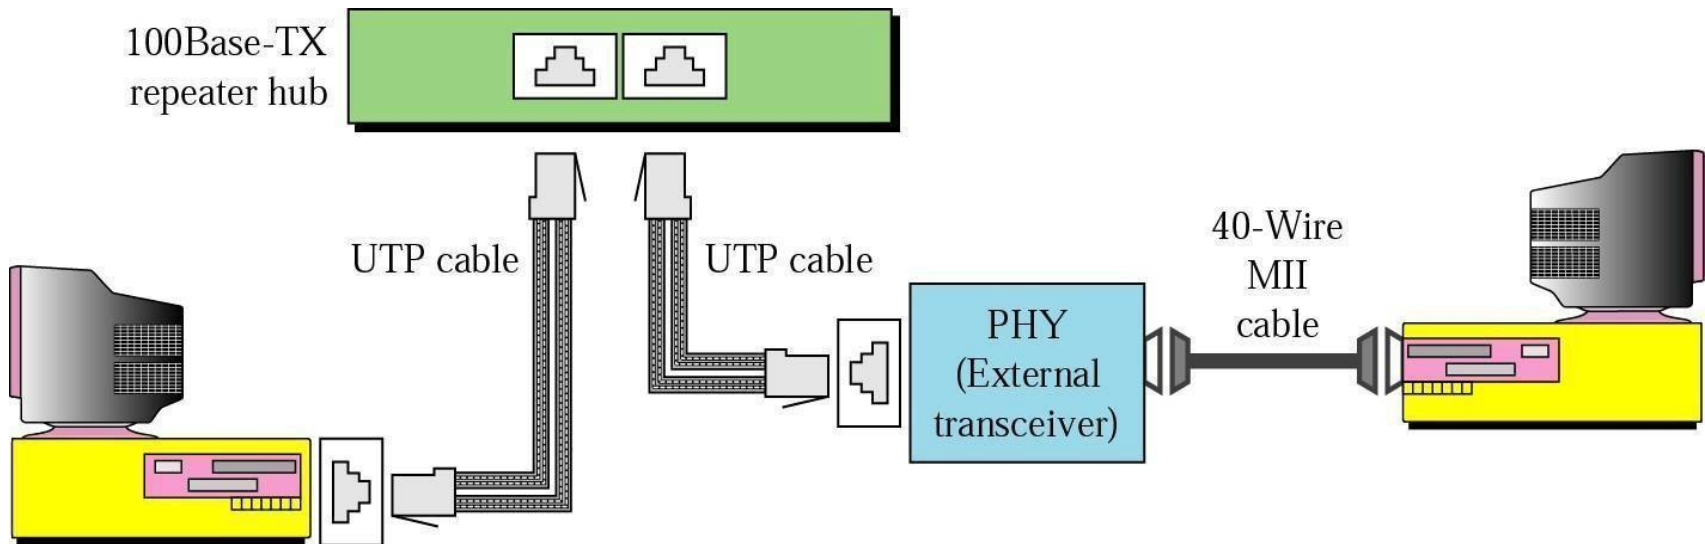 100Base-TX
repeater hub
UTP cable
UTP cable
40-Wire
MII
cable
PHY
(External
transceiver)